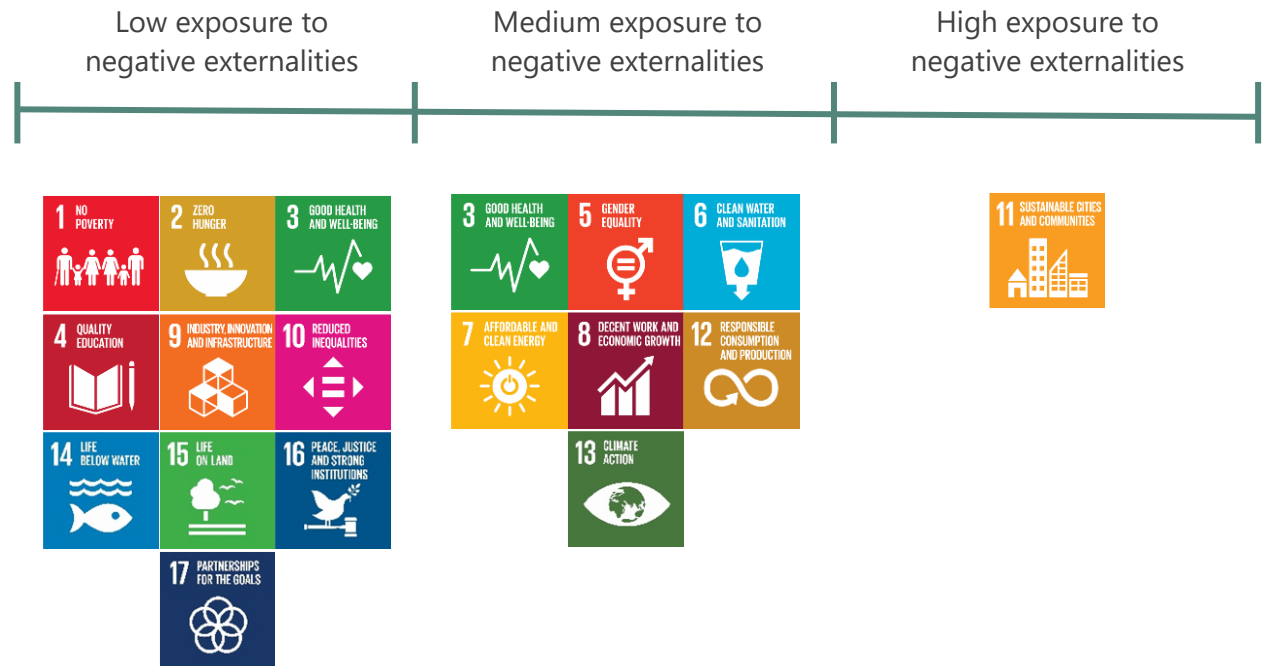 Low exposure to
negative externalities
Medium exposure to
negative externalities
High exposure to
negative externalities
1 NO
POVERTY
2 ZERO
HUNGER
3 GOOD HEALTH
AND WELL-BEING
4 QUALITY
EDUCATION
9 INDUSTRY, INNOVATION
AND INFRASTRUCTURE
10 REDUCED
INEQUALITIES
14 LIFE
BELOW WATER
15 LIFE
ON LAND
16 PEACE, JUSTICE
AND STRONG
INSTITUTIONS
17 PARTNERSHIPS
FOR THE GOALS
3 GOOD HEALTH
AND WELL-BEING
5 GENDER
EQUALITY
6 CLEAN WATER
AND SANITATION
7 AFFORDABLE AND
CLEAN ENERGY
8 DECENT WORK AND
ECONOMIC GROWTH
12 RESPONSIBLE
CONSUMPTION
AND PRODUCTION
13 CLIMATE
ACTION
11 SUSTAINABLE CITIES
AND COMMUNITIES